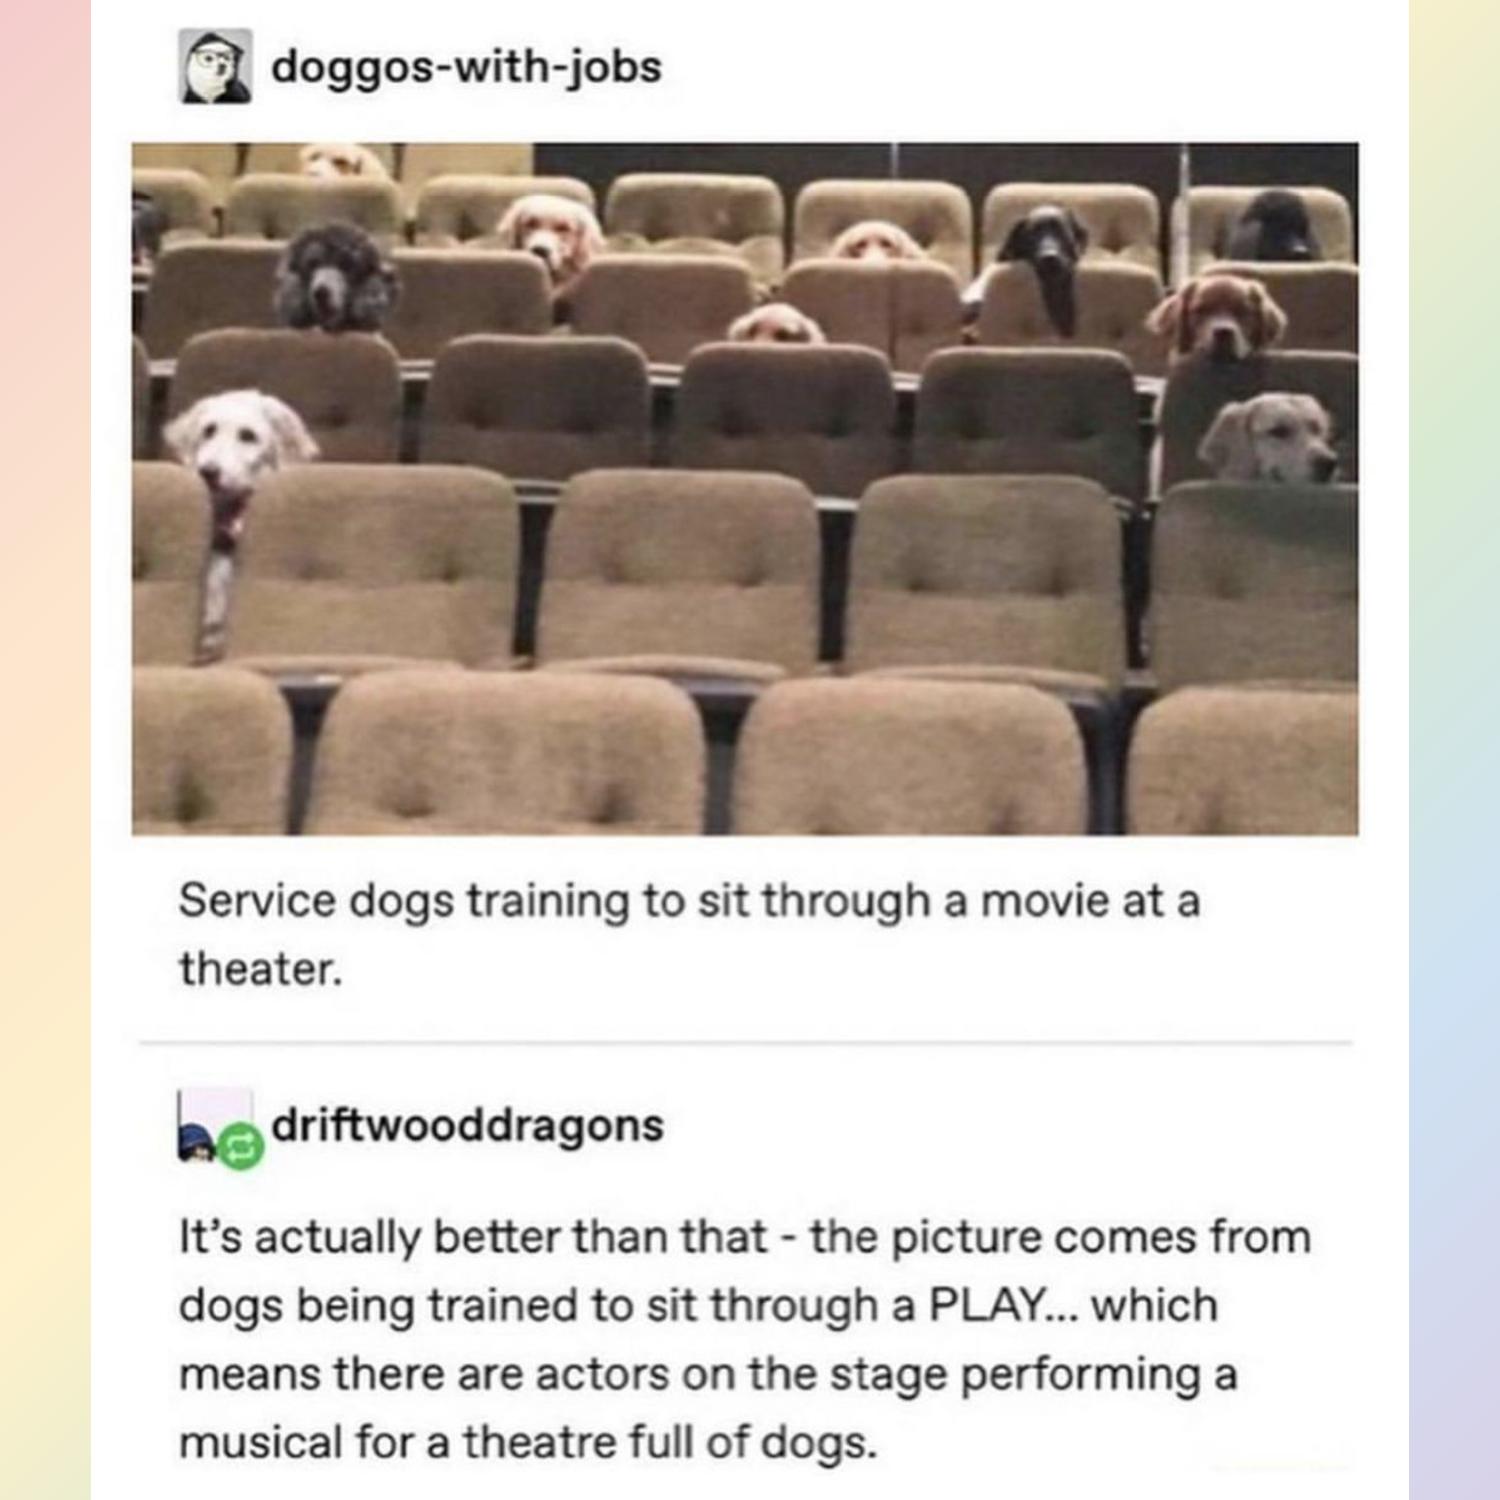 doggos-with-jobs
Service dogs training to sit through a movie at a
theater.
driftwooddragons
It’s actually better than that - the picture comes from
dogs being trained to sit through a PLAY... which
means there are actors on the stage performing a
musical for a theatre full of dogs.